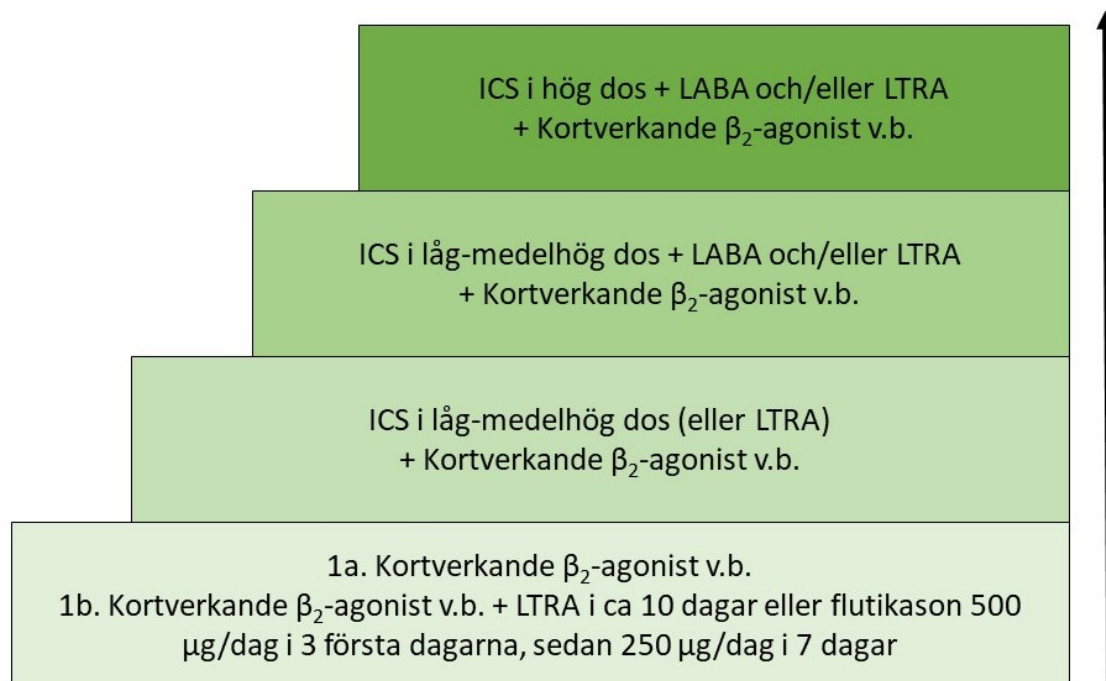 ICS i hög dos + LABA och/eller LTRA
+ Kortverkande β₂-agonist v.b.
ICS i låg-medelhög dos + LABA och/eller LTRA
+ Kortverkande β₂-agonist v.b.
ICS i låg-medelhög dos (eller LTRA)
+ Kortverkande β₂-agonist v.b.
1a. Kortverkande β₂-agonist v.b.
1b. Kortverkande β₂-agonist v.b. + LTRA i ca 10 dagar eller flutikason 500
µg/dag i 3 första dagarna, sedan 250 µg/dag i 7 dagar